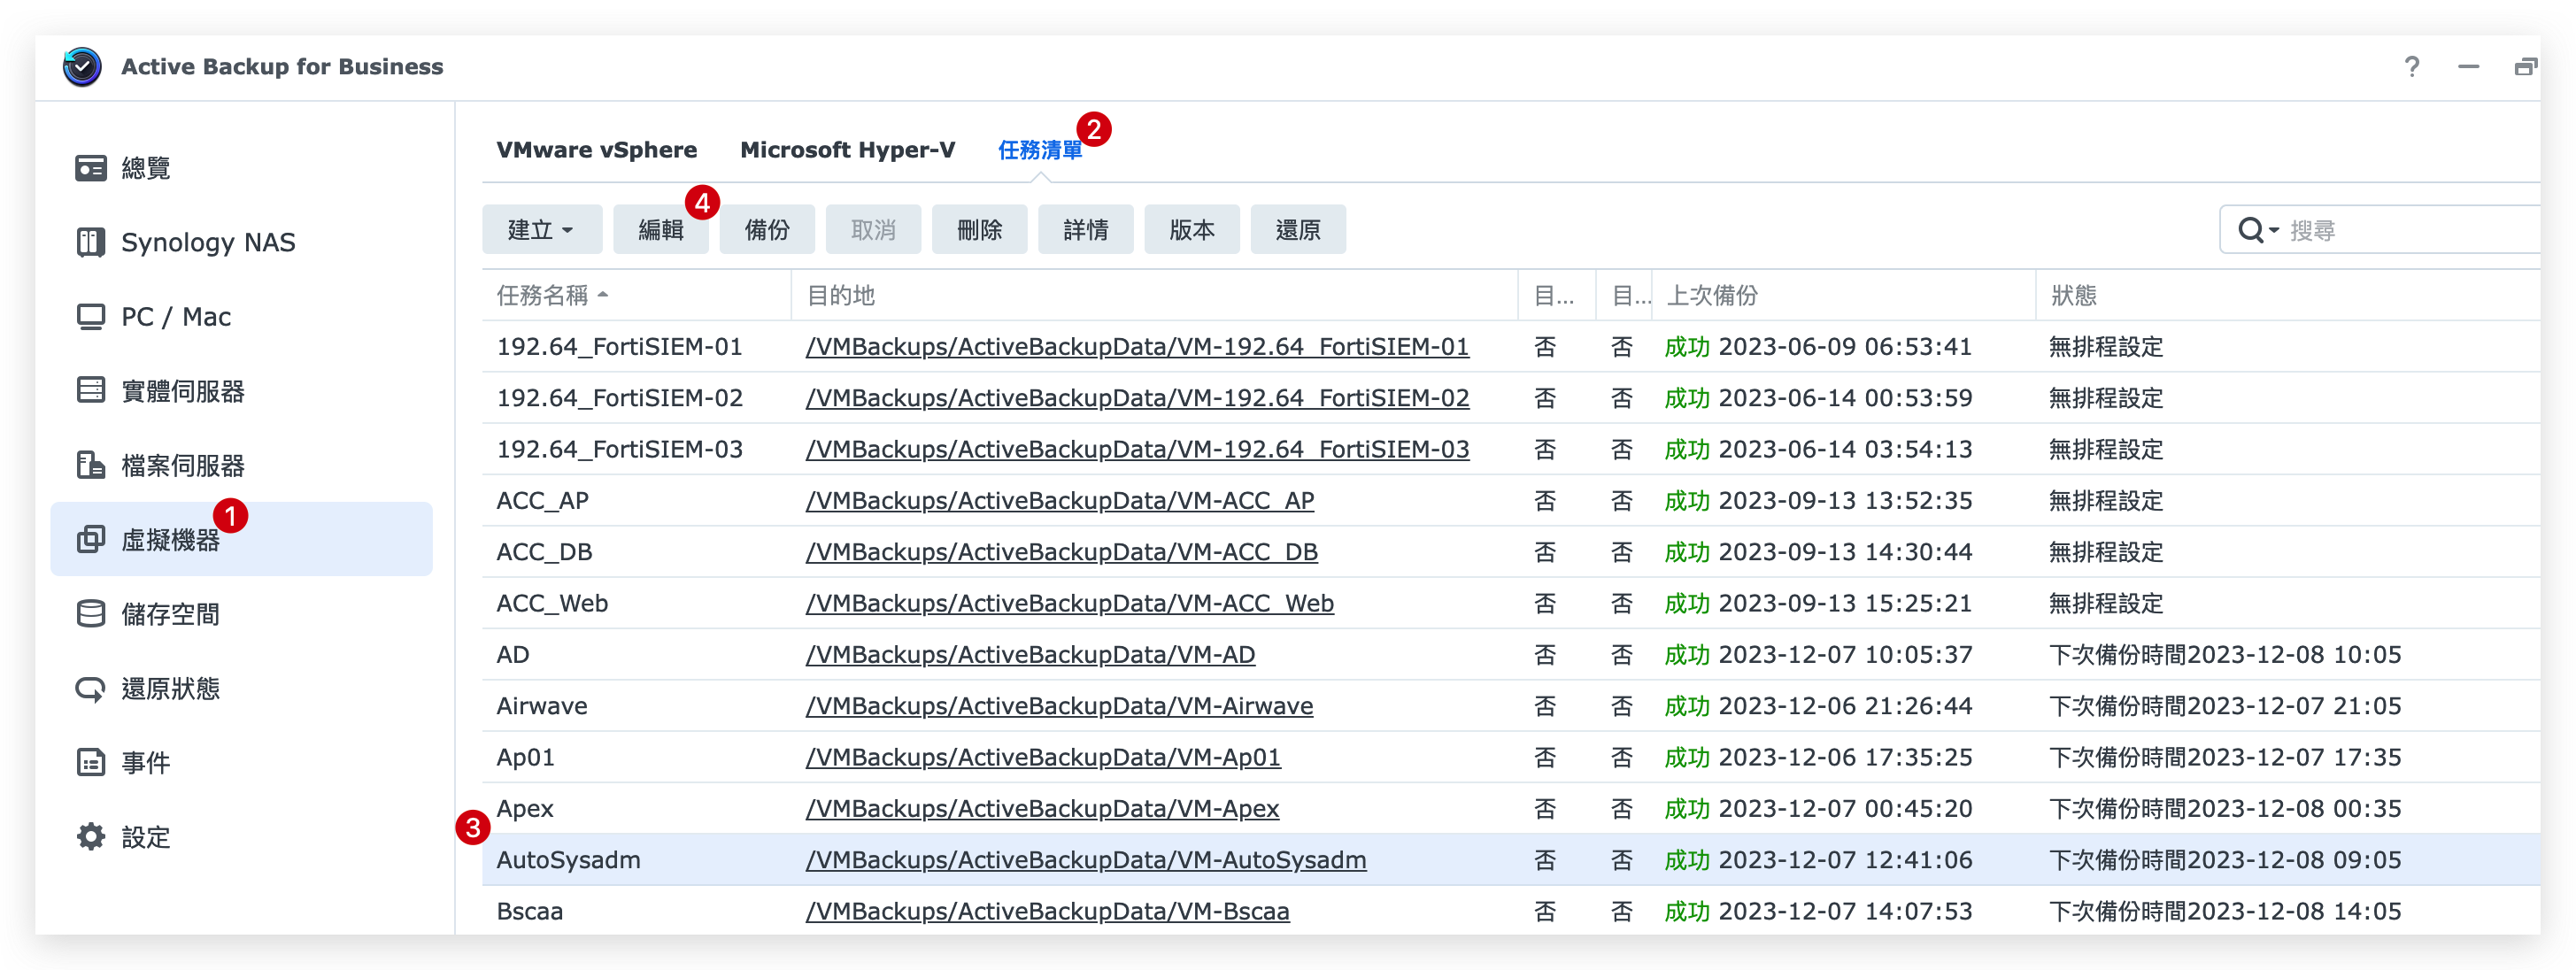 Active Backup for Business
?
總覽
Synology NAS
PC / Mac
實體伺服器
檔案伺服器
虛擬機器 1
儲存空間
還原狀態
事件
設定
VMware vSphere Microsoft Hyper-V 任務清單 2
建立 編輯 4 備份 取消 刪除 詳情 版本 還原 搜尋
任務名稱 目的地 目... 目... 上次備份 狀態
192.64_FortiSIEM-01 /VMBackups/ActiveBackupData/VM-192.64_FortiSIEM-01 否 否 成功 2023-06-09 06:53:41 無排程設定
192.64_FortiSIEM-02 /VMBackups/ActiveBackupData/VM-192.64_FortiSIEM-02 否 否 成功 2023-06-14 00:53:59 無排程設定
192.64_FortiSIEM-03 /VMBackups/ActiveBackupData/VM-192.64_FortiSIEM-03 否 否 成功 2023-06-14 03:54:13 無排程設定
ACC_AP /VMBackups/ActiveBackupData/VM-ACC_AP 否 否 成功 2023-09-13 13:52:35 無排程設定
ACC_DB /VMBackups/ActiveBackupData/VM-ACC_DB 否 否 成功 2023-09-13 14:30:44 無排程設定
ACC_Web /VMBackups/ActiveBackupData/VM-ACC_Web 否 否 成功 2023-09-13 15:25:21 無排程設定
AD /VMBackups/ActiveBackupData/VM-AD 否 否 成功 2023-12-07 10:05:37 下次備份時間2023-12-08 10:05
Airwave /VMBackups/ActiveBackupData/VM-Airwave 否 否 成功 2023-12-06 21:26:44 下次備份時間2023-12-07 21:05
Ap01 /VMBackups/ActiveBackupData/VM-Ap01 否 否 成功 2023-12-06 17:35:25 下次備份時間2023-12-07 17:35
Apex /VMBackups/ActiveBackupData/VM-Apex 否 否 成功 2023-12-07 00:45:20 下次備份時間2023-12-08 00:35
3 AutoSysadm /VMBackups/ActiveBackupData/VM-AutoSysadm 否 否 成功 2023-12-07 12:41:06 下次備份時間2023-12-08 09:05
Bscaa /VMBackups/ActiveBackupData/VM-Bscaa 否 否 成功 2023-12-07 14:07:53 下次備份時間2023-12-08 14:05